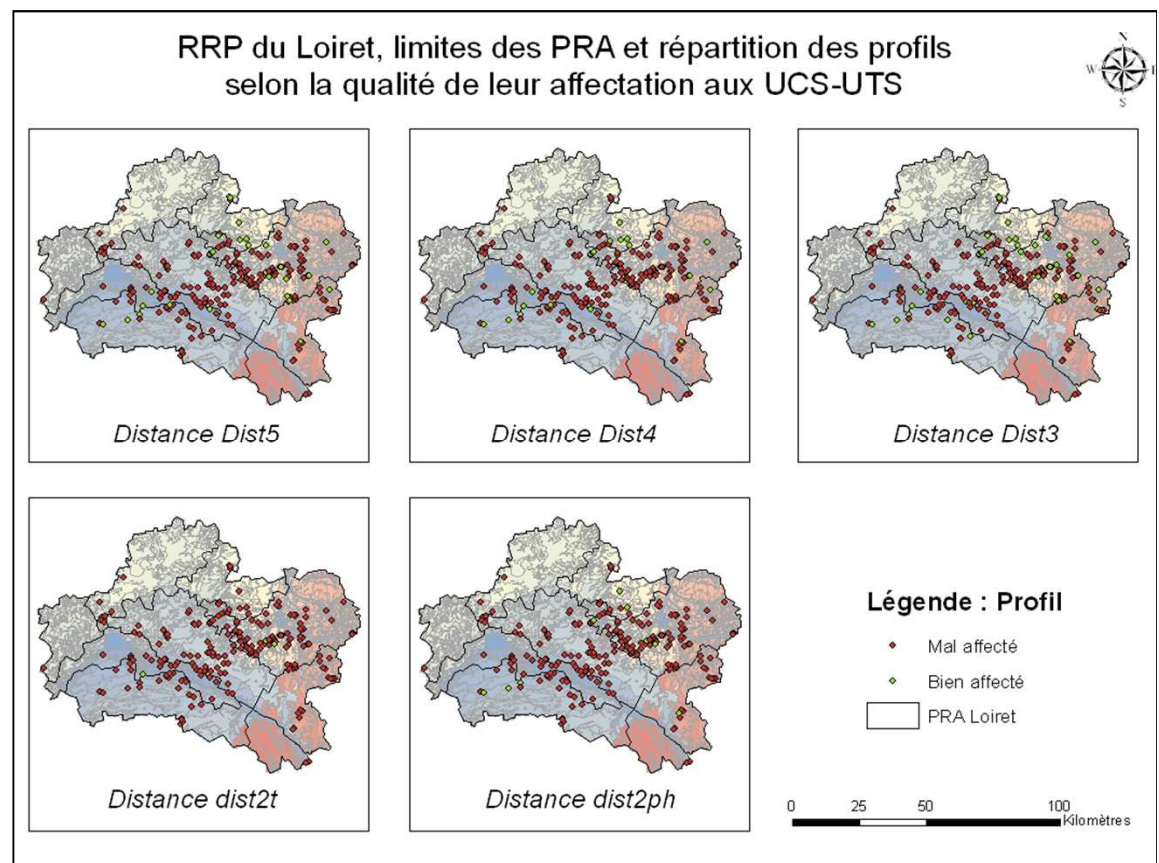 RRP du Loiret, limites des PRA et répartition des profils
selon la qualité de leur affectation aux UCS-UTS
N
W
E
S
Distance Dist5
Distance Dist4
Distance Dist3
Distance dist2t
Distance dist2ph
Légende : Profil
Mal affecté
Bien affecté
PRA Loiret
0 25 50 100
Kilomètres